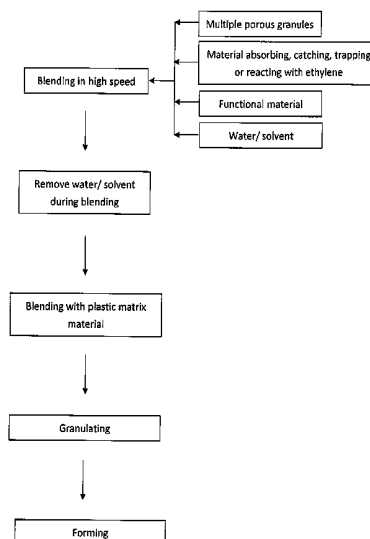 Multiple porous granules
Material absorbing, catching, trapping
or reacting with ethylene
Blending in high speed
Functional material
Water/ solvent
Remove water/ solvent
during blending
Blending with plastic matrix
material
Granulating
Forming